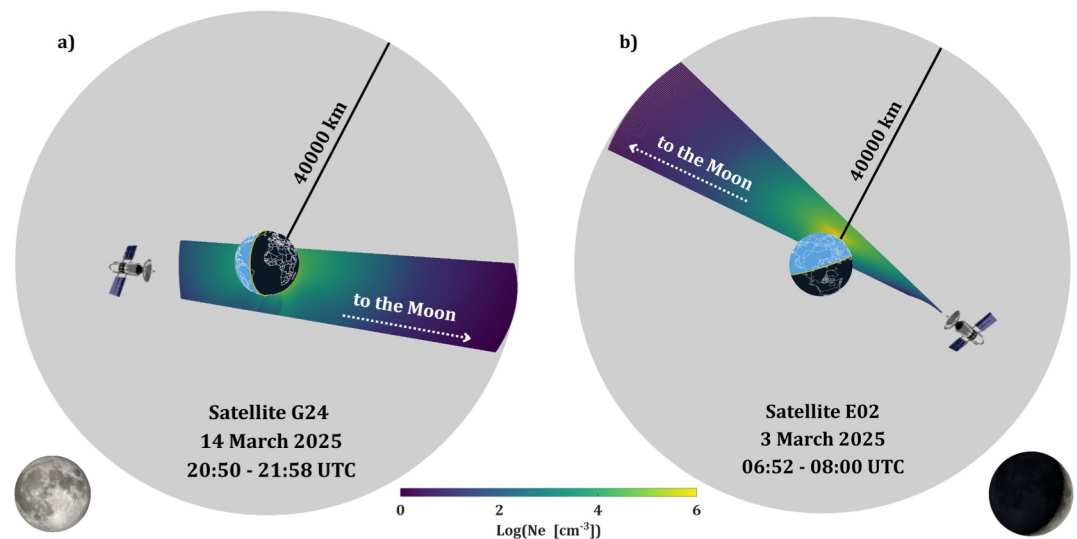 a)
40000 km
to the Moon
Satellite G24
14 March 2025
20:50 - 21:58 UTC
b)
40000 km
to the Moon
Satellite E02
3 March 2025
06:52 - 08:00 UTC
0 2 4 6
Log(Ne [cm⁻³])